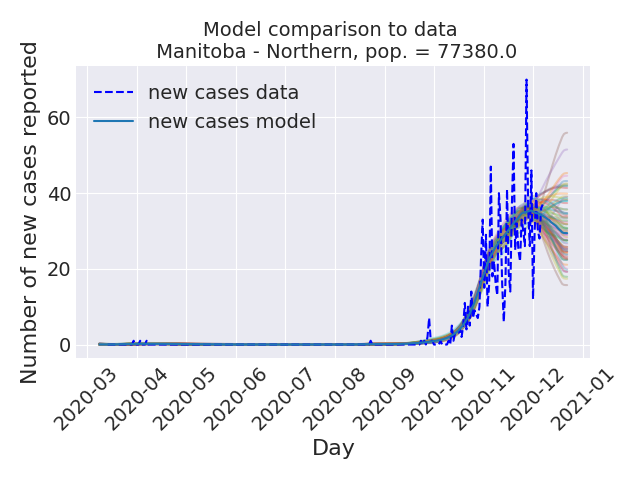 Model comparison to data
Manitoba - Northern, pop. = 77380.0
Number of new cases reported
new cases data
new cases model
60
40
20
0
2020-03
2020-04
2020-05
2020-06
2020-07
2020-08
2020-09
2020-10
2020-11
2020-12
2021-01
Day